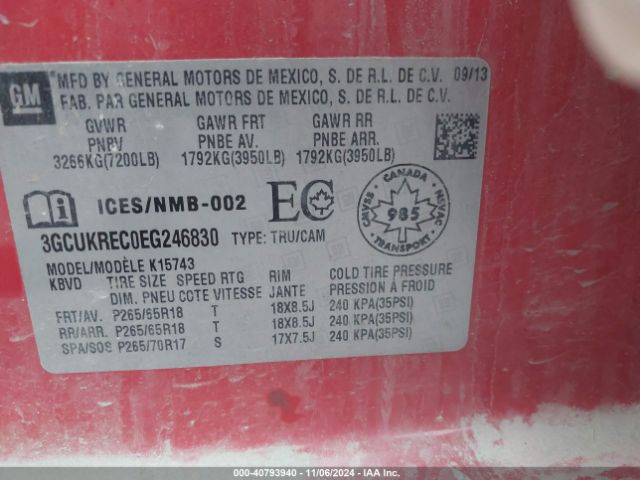 GM
MFD BY GENERAL MOTORS DE MEXICO, S. DE R.L. DE C.V. 09/13
FAB. PAR GENERAL MOTORS DE MEXICO, S. DE R.L. DE C.V.
GVWR GAWR FRT GAWR RR
PNPV PNBE AV. PNBE ARR.
3266KG(7200LB) 1792KG(3950LB) 1792KG(3950LB)
i ICES/NMB-002 EC
CANADA
CMVSS 985 NSVAC
TRANSPORT
3GCUKREC0EG246830 TYPE: TRU/CAM
MODEL/MODÈLE K15743
KBVD TIRE SIZE SPEED RTG RIM COLD TIRE PRESSURE
DIM. PNEU COTE VITESSE JANTE PRESSION À FROID
FRT/AV. P265/65R18 T 18X8.5J 240 KPA(35PSI)
RR/ARR. P265/65R18 T 18X8.5J 240 KPA(35PSI)
SPA/SOS P265/70R17 S 17X7.5J 240 KPA(35PSI)
000-40793940 - 11/06/2024 - IAA Inc.